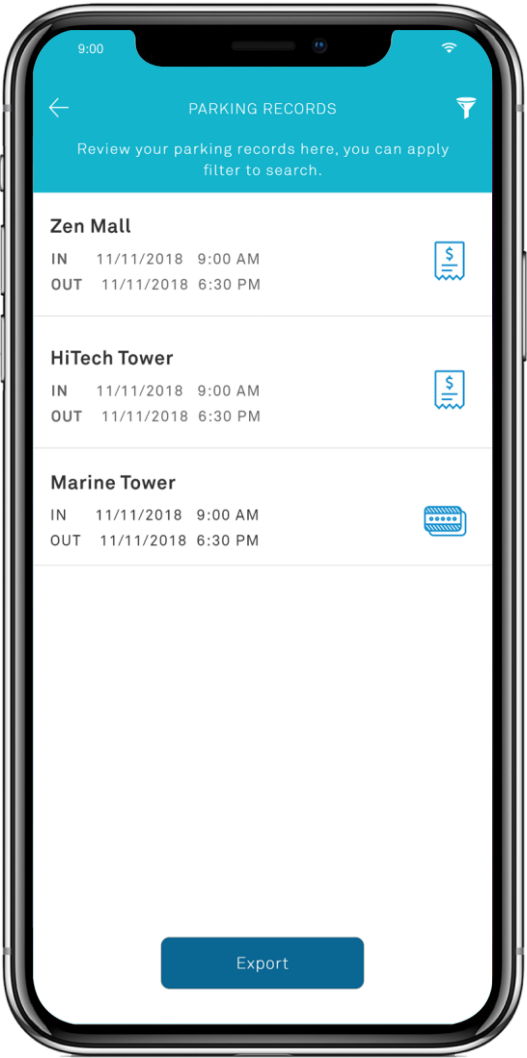 9:00
PARKING RECORDS
Review your parking records here, you can apply
filter to search.
Zen Mall
IN 11/11/2018 9:00 AM
OUT 11/11/2018 6:30 PM
$
HiTech Tower
IN 11/11/2018 9:00 AM
OUT 11/11/2018 6:30 PM
$
Marine Tower
IN 11/11/2018 9:00 AM
OUT 11/11/2018 6:30 PM
Export